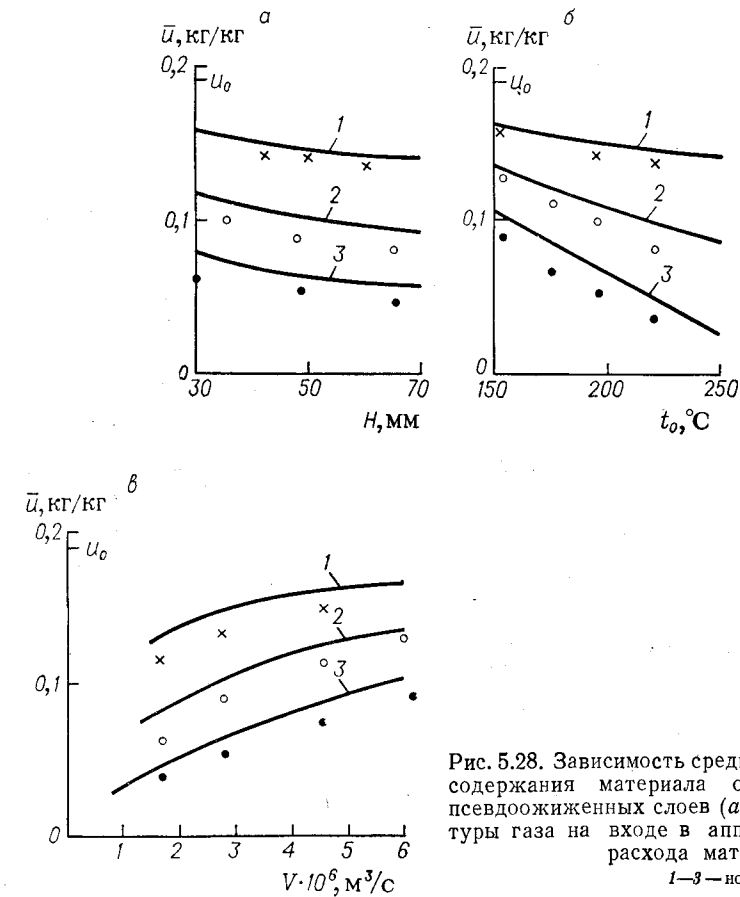 а
ū, кг/кг
0,2
u₀
0,1
0
1
2
3
30 50 70
H, мм
б
ū, кг/кг
0,2
u₀
0,1
0
1
2
3
150 200 250
t₀, °C
в
ū, кг/кг
0,2
u₀
0,1
0
1
2
3
1 2 3 4 5 6
V·10⁶, м³/с
Рис. 5.28. Зависимость
содержания материала
псевдоожиженных слоев (а
туры газа на входе в
расхода
1—3 —